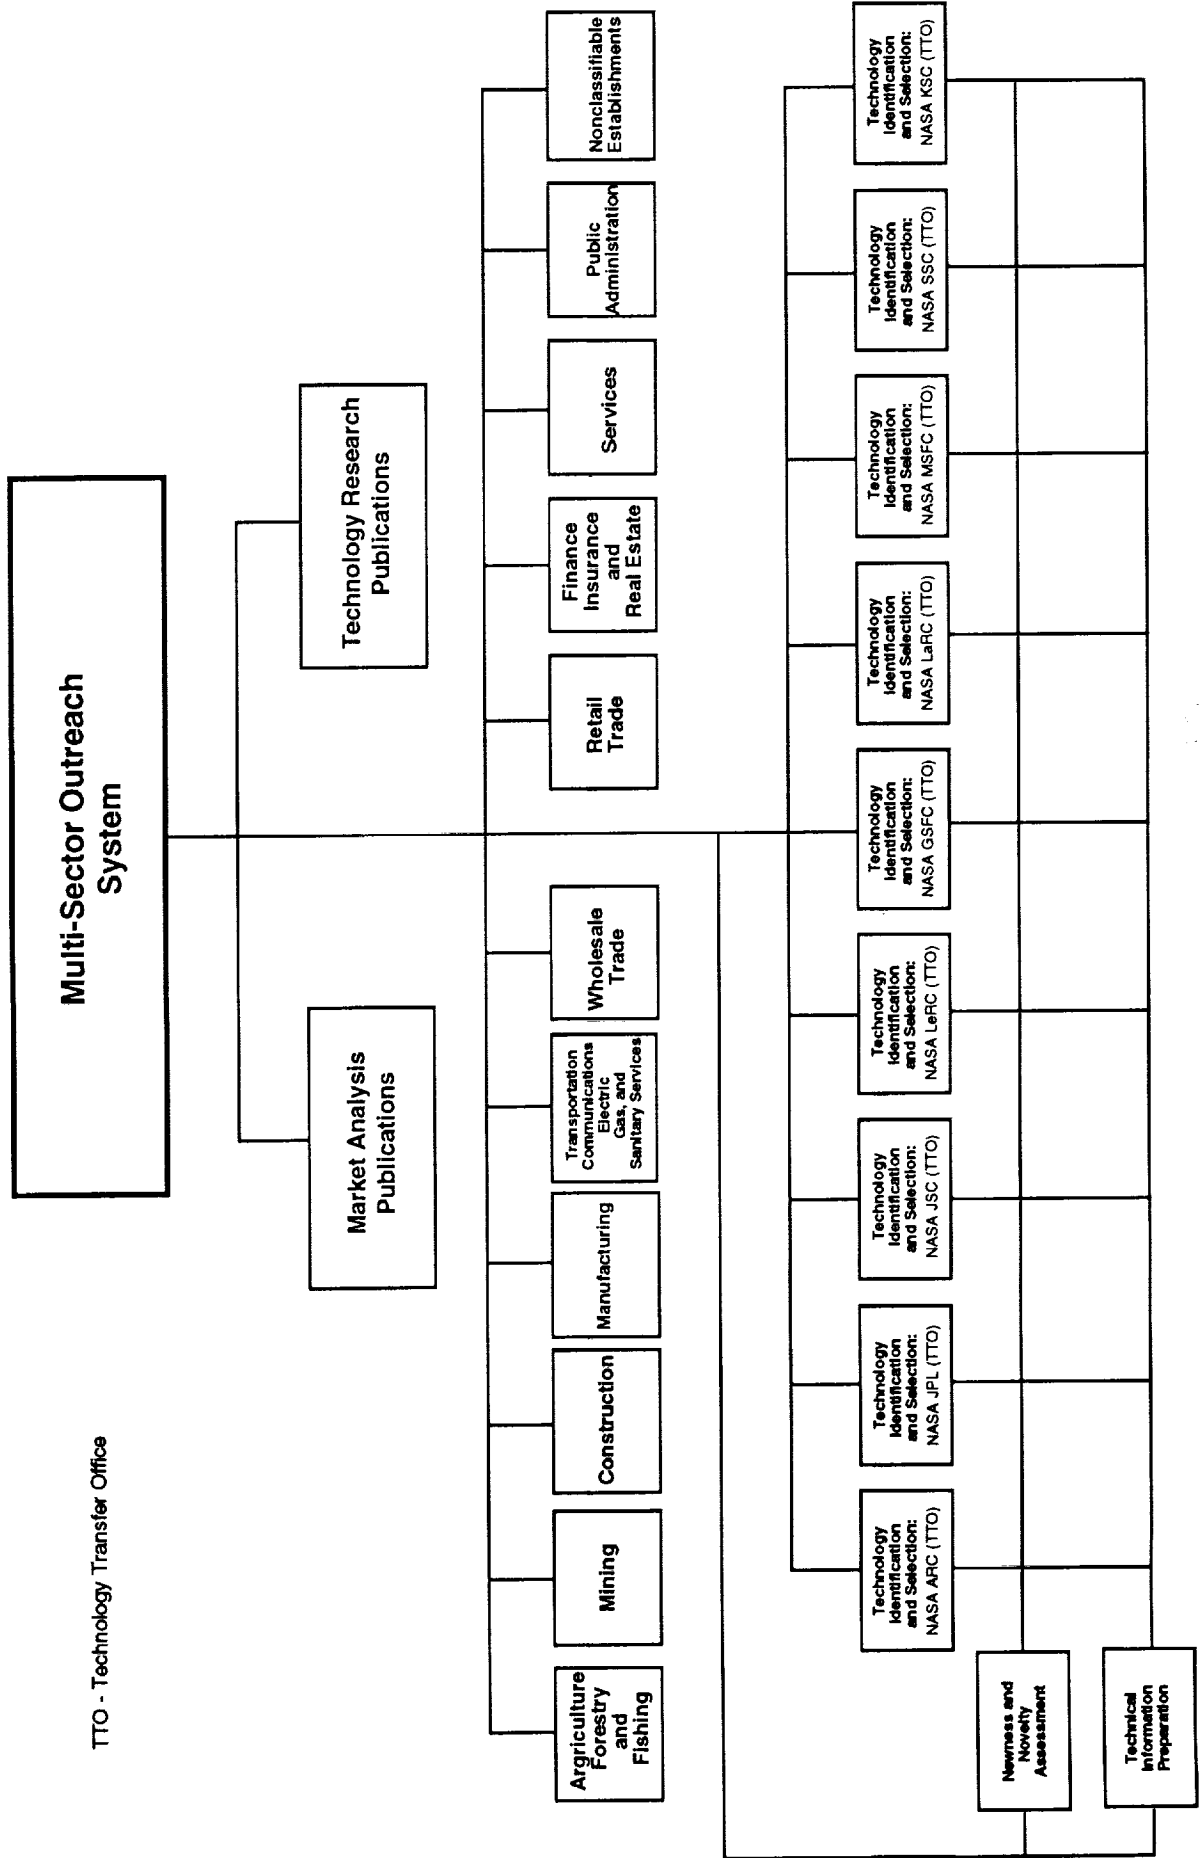 Multi-Sector Outreach
System
Market Analysis
Publications
Technology Research
Publications
Argriculture
Forestry
and
Fishing
Mining
Construction
Manufacturing
Transportation
Communications
Electric
Gas, and
Sanitary Services
Wholesale
Trade
Retail
Trade
Finance
Insurance
and
Real Estate
Services
Public
Administration
Nonclassifiable
Establishments
Technology
Identification
and Selection:
NASA ARC (TTO)
Technology
Identification
and Selection:
NASA JPL (TTO)
Technology
Identification
and Selection:
NASA JSC (TTO)
Technology
Identification
and Selection:
NASA LeRC (TTO)
Technology
Identification
and Selection:
NASA GSFC (TTO)
Technology
Identification
and Selection:
NASA LaRC (TTO)
Technology
Identification
and Selection:
NASA MSFC (TTO)
Technology
Identification
and Selection:
NASA SSC (TTO)
Technology
Identification
and Selection:
NASA KSC (TTO)
Newness and
Novelty
Assessment
Technical
Information
Preparation
TTO - Technology Transfer Office